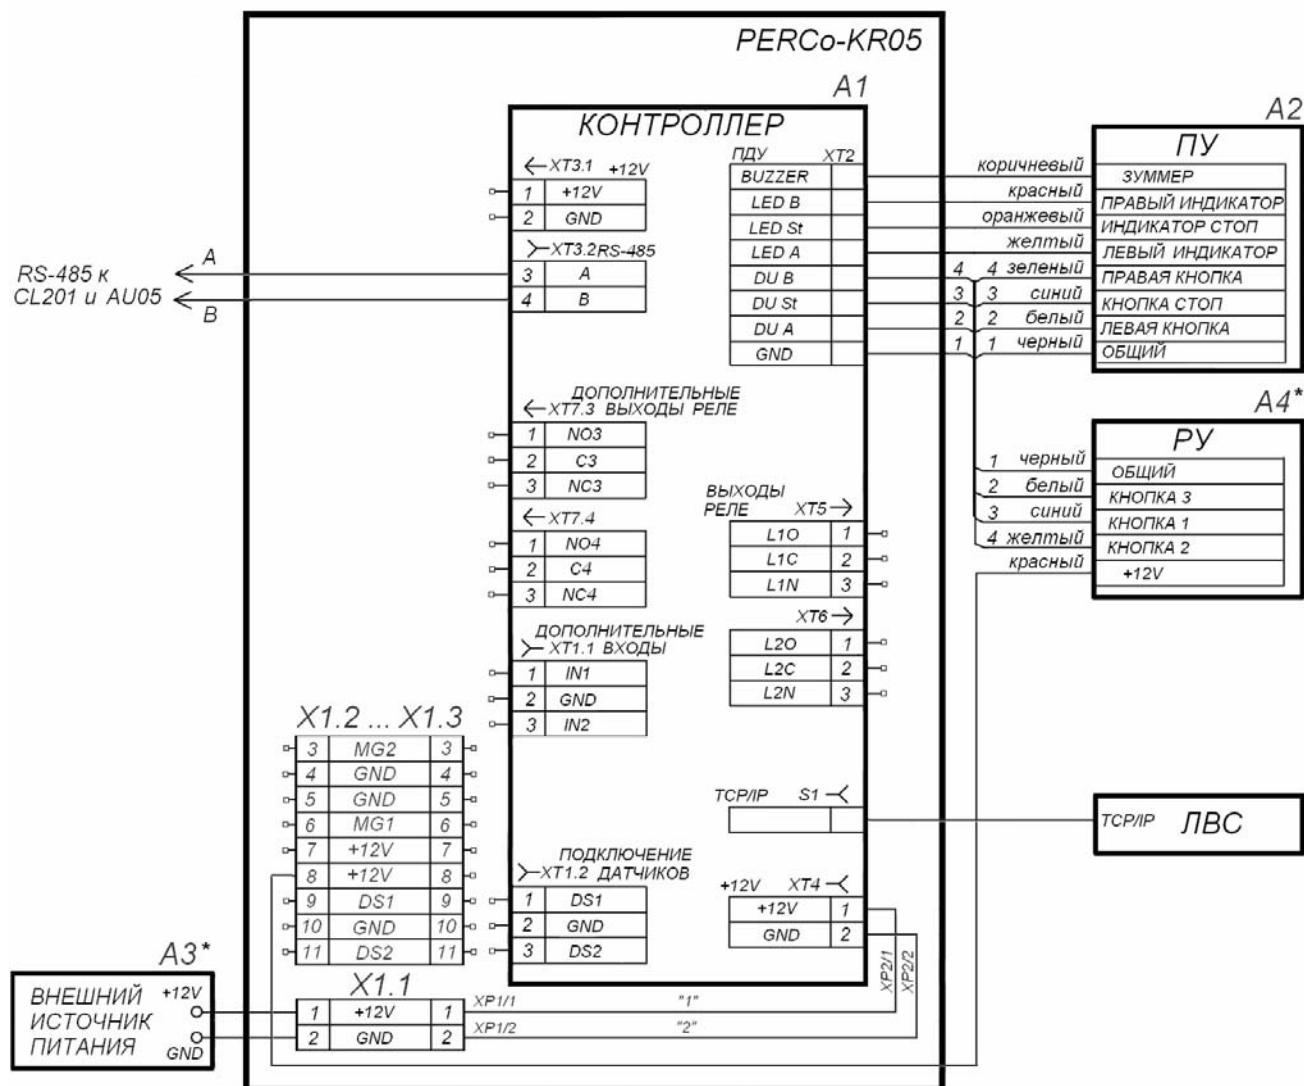 PERCo-KR05
A1
КОНТРОЛЛЕР
XT3.1 +12V
1 +12V
2 GND
XT3.2 RS-485
3 A
4 B
A
B
RS-485 к
CL201 и AU05
ДОПОЛНИТЕЛЬНЫЕ
XT7.3 ВЫХОДЫ РЕЛЕ
1 NO3
2 C3
3 NC3
XT7.4
1 NO4
2 C4
3 NC4
ДОПОЛНИТЕЛЬНЫЕ
XT1.1 ВХОДЫ
1 IN1
2 GND
3 IN2
ПОДКЛЮЧЕНИЕ
XT1.2 ДАТЧИКОВ
1 DS1
2 GND
3 DS2
ПДУ XT2
BUZZER
LED B
LED St
LED A
DU B
DU St
DU A
GND
ВЫХОДЫ
РЕЛЕ XT5
L1O 1
L1C 2
L1N 3
XT6
L2O 1
L2C 2
L2N 3
TCP/IP S1
+12V XT4
+12V 1
GND 2
XP2/1
XP2/2
коричневый
красный
оранжевый
желтый
4 4 зеленый
3 3 синий
2 2 белый
1 1 черный
A2
ПУ
ЗУММЕР
ПРАВЫЙ ИНДИКАТОР
ИНДИКАТОР СТОП
ЛЕВЫЙ ИНДИКАТОР
ПРАВАЯ КНОПКА
КНОПКА СТОП
ЛЕВАЯ КНОПКА
ОБЩИЙ
A4*
РУ
1 черный
2 белый
3 синий
4 желтый
красный
ОБЩИЙ
КНОПКА 3
КНОПКА 1
КНОПКА 2
+12V
TCP/IP ЛВС
X1.2 ... X1.3
3 MG2 3
4 GND 4
5 GND 5
6 MG1 6
7 +12V 7
8 +12V 8
9 DS1 9
10 GND 10
11 DS2 11
X1.1
1 +12V 1
2 GND 2
XP1/1 "1"
XP1/2 "2"
A3*
ВНЕШНИЙ
ИСТОЧНИК
ПИТАНИЯ
+12V
GND